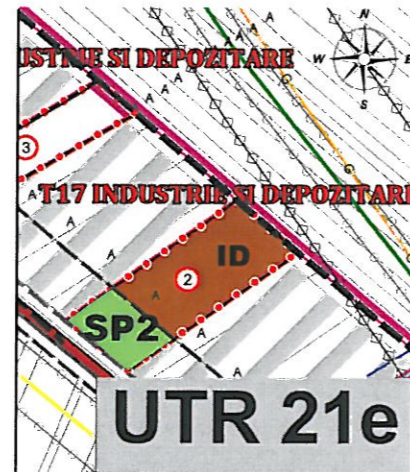 N
W E
S
USTRIE SI DEPOZITARE
A A
A
3
T17 INDUSTRIE SI DEPOZITARE
A
A
ID
2
A
A
SP2
A
A
UTR 21e